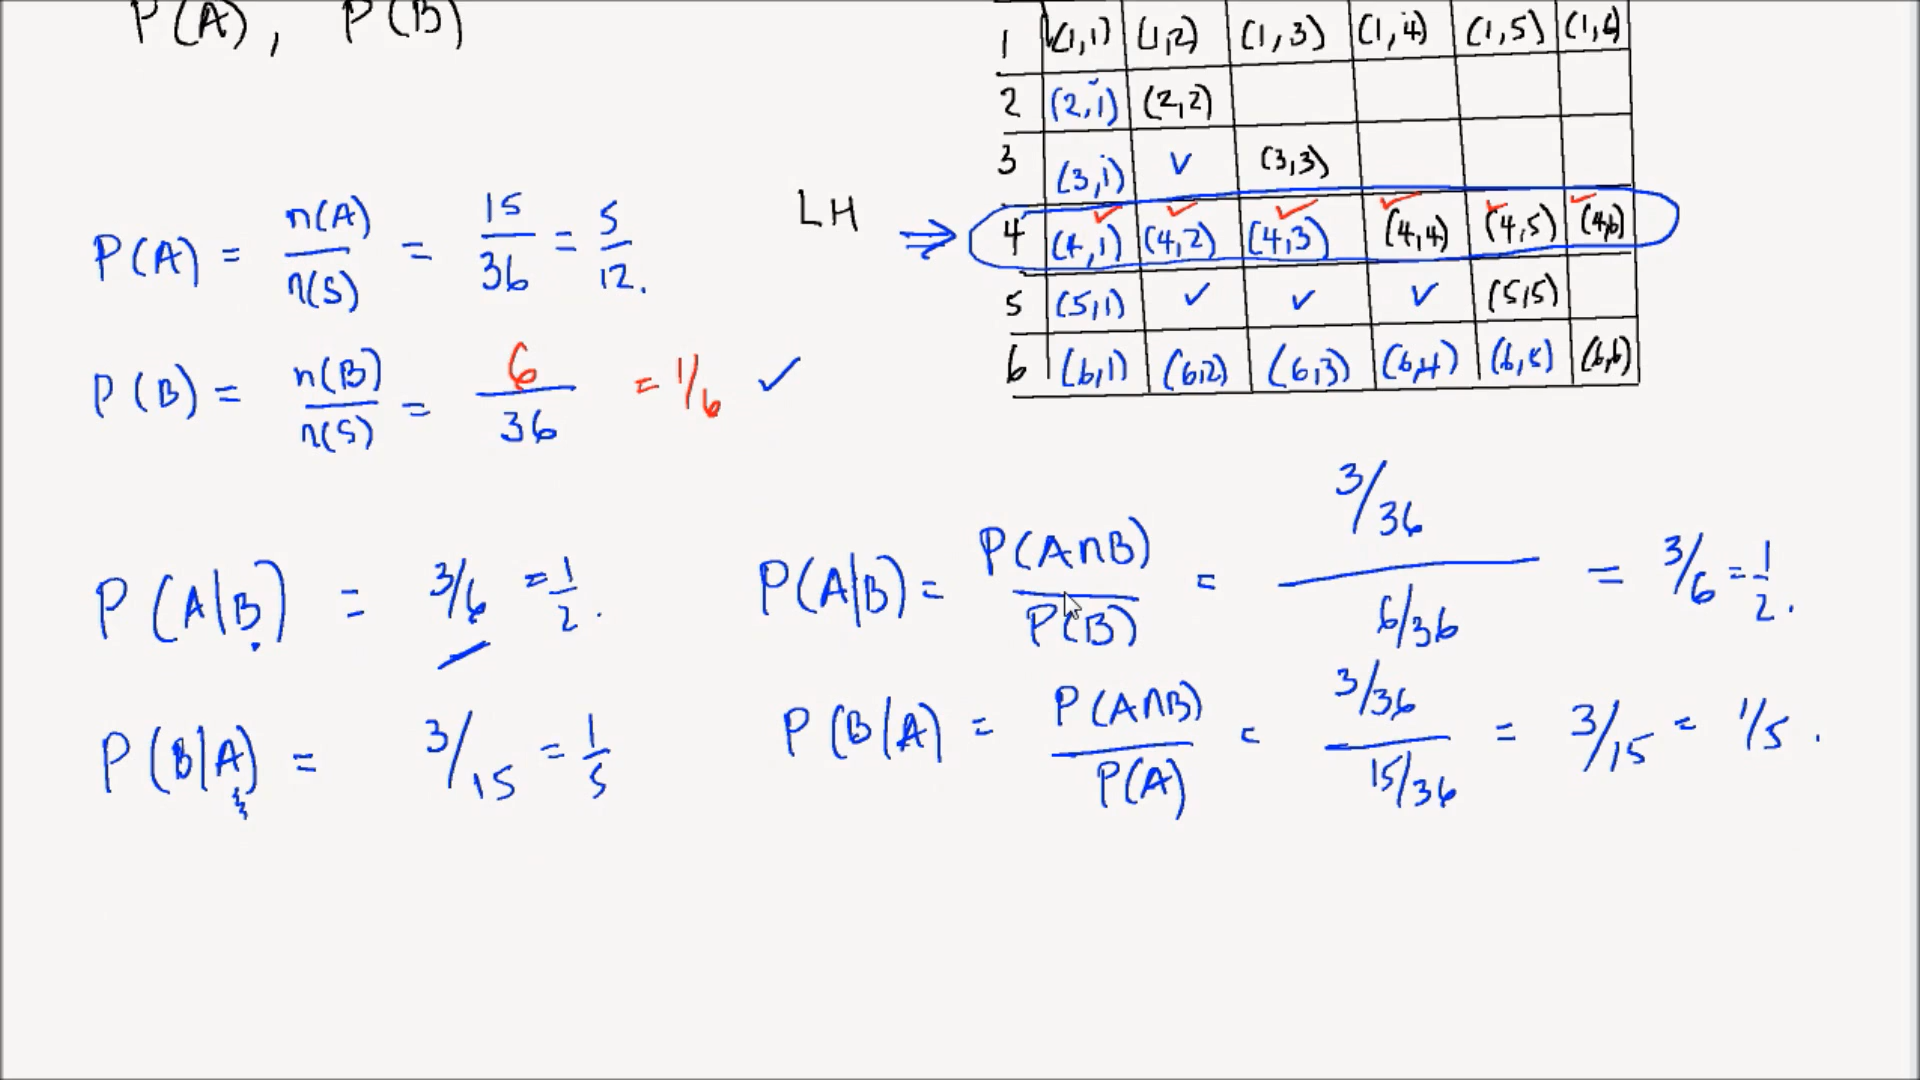 P(A), P(B)
1 (1,1) (1,2) (1,3) (1,4) (1,5) (1,6)
2 (2,1) (2,2)
3 (3,1) ✓ (3,3)
LH ⇒ 4 (4,1) (4,2) (4,3) (4,4) (4,5) (4,6)
5 (5,1) ✓ ✓ ✓ (5,5)
6 (6,1) (6,2) (6,3) (6,4) (6,5) (6,6)
P(A) = n(A)/n(S) = 15/36 = 5/12.
P(B) = n(B)/n(S) = 6/36 = 1/6 ✓
P(A|B) = 3/6 = 1/2.
P(A|B) = P(A∩B)/P(B) = 3/36 / 6/36 = 3/6 = 1/2.
P(B|A) = 3/15 = 1/5
P(B|A) = P(A∩B)/P(A) = 3/36 / 15/36 = 3/15 = 1/5.